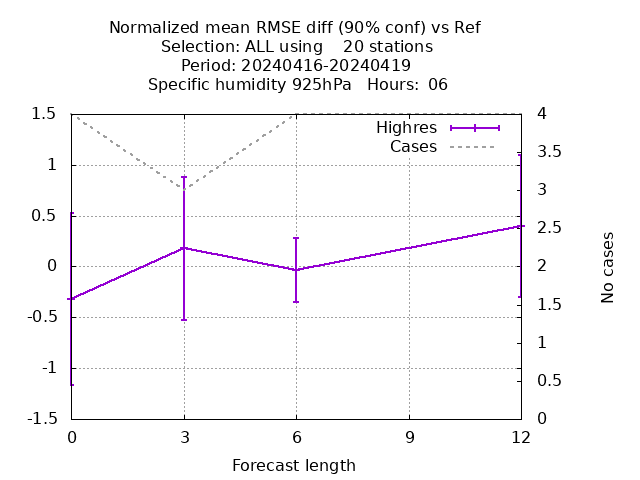 Normalized mean RMSE diff (90% conf) vs Ref
Selection: ALL using    20 stations
Period: 20240416-20240419
Specific humidity 925hPa   Hours:  06
Highres
Cases
1.5
1
0.5
0
-0.5
-1
-1.5
4
3.5
3
2.5
2
1.5
1
0.5
0
No cases
0 3 6 9 12
Forecast length